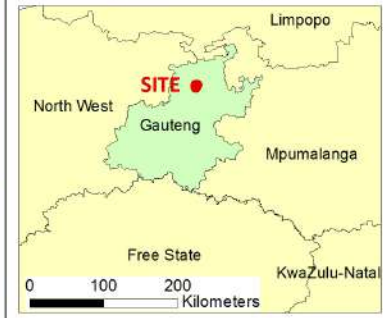 Limpopo
SITE
North West
Gauteng
Mpumalanga
Free State
KwaZulu-Natal
0 100 200
Kilometers